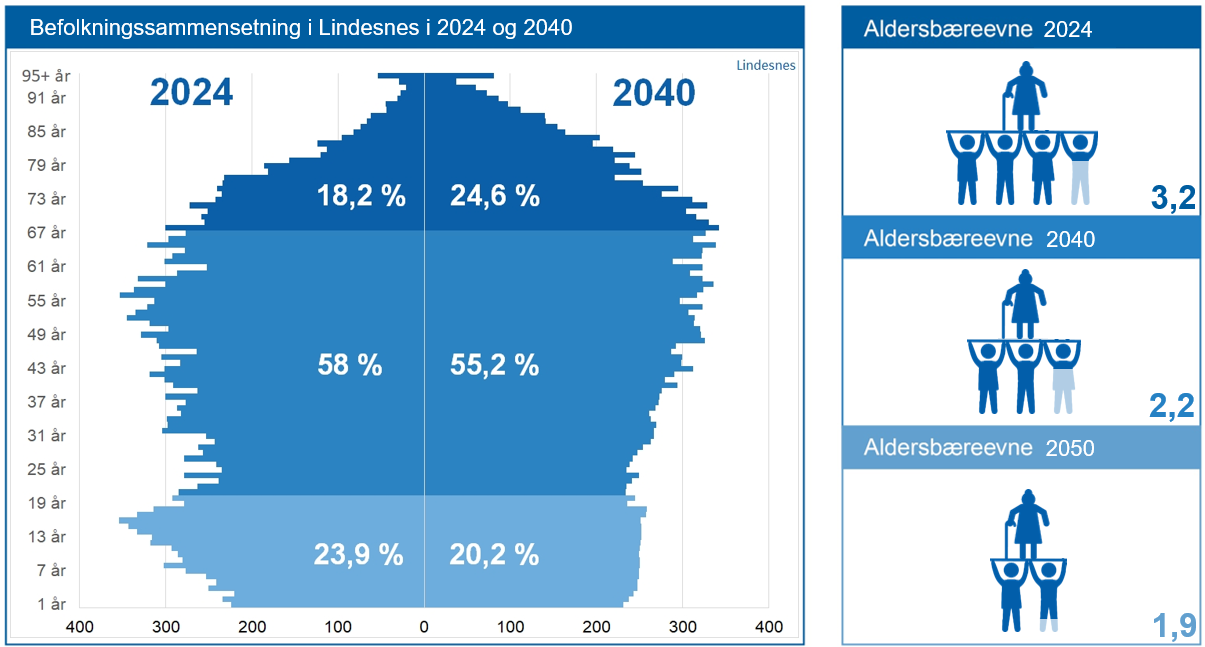 Befolkningssammensetning i Lindesnes i 2024 og 2040
Lindesnes
2024
2040
95+ år
91 år
85 år
79 år
73 år
67 år
61 år
55 år
49 år
43 år
37 år
31 år
25 år
19 år
13 år
7 år
1 år
18,2 %
24,6 %
58 %
55,2 %
23,9 %
20,2 %
400 300 200 100 0 100 200 300 400
Aldersbæreevne 2024
3,2
Aldersbæreevne 2040
2,2
Aldersbæreevne 2050
1,9